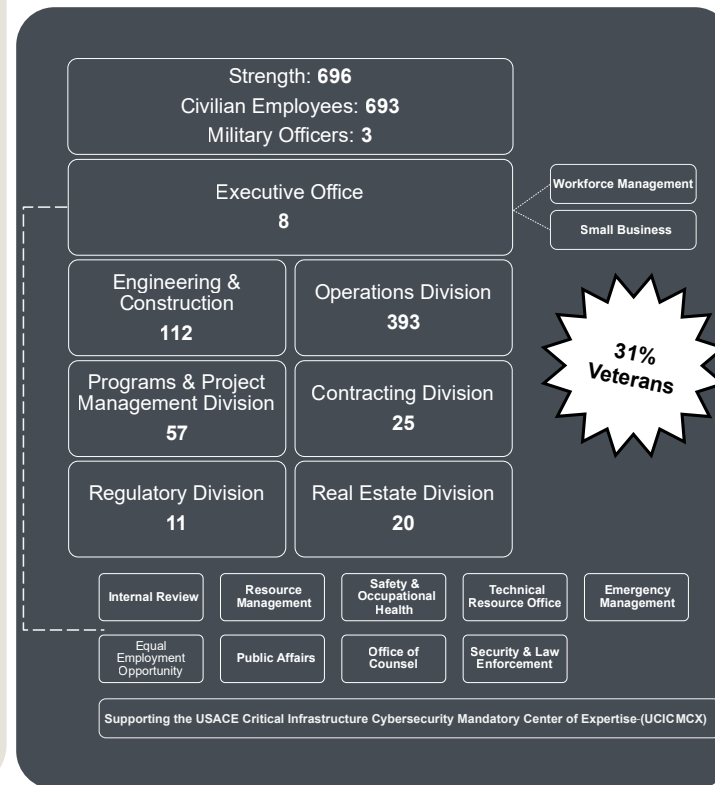 Strength: 696
Civilian Employees: 693
Military Officers: 3
Executive Office
8
Workforce Management
Small Business
Engineering &
Construction
112
Operations Division
393
31%
Veterans
Programs & Project
Management Division
57
Contracting Division
25
Regulatory Division
11
Real Estate Division
20
Internal Review
Resource
Management
Safety &
Occupational
Health
Technical
Resource Office
Emergency
Management
Equal
Employment
Opportunity
Public Affairs
Office of
Counsel
Security & Law
Enforcement
Supporting the USACE Critical Infrastructure Cybersecurity Mandatory Center of Expertise (UCICMCX)